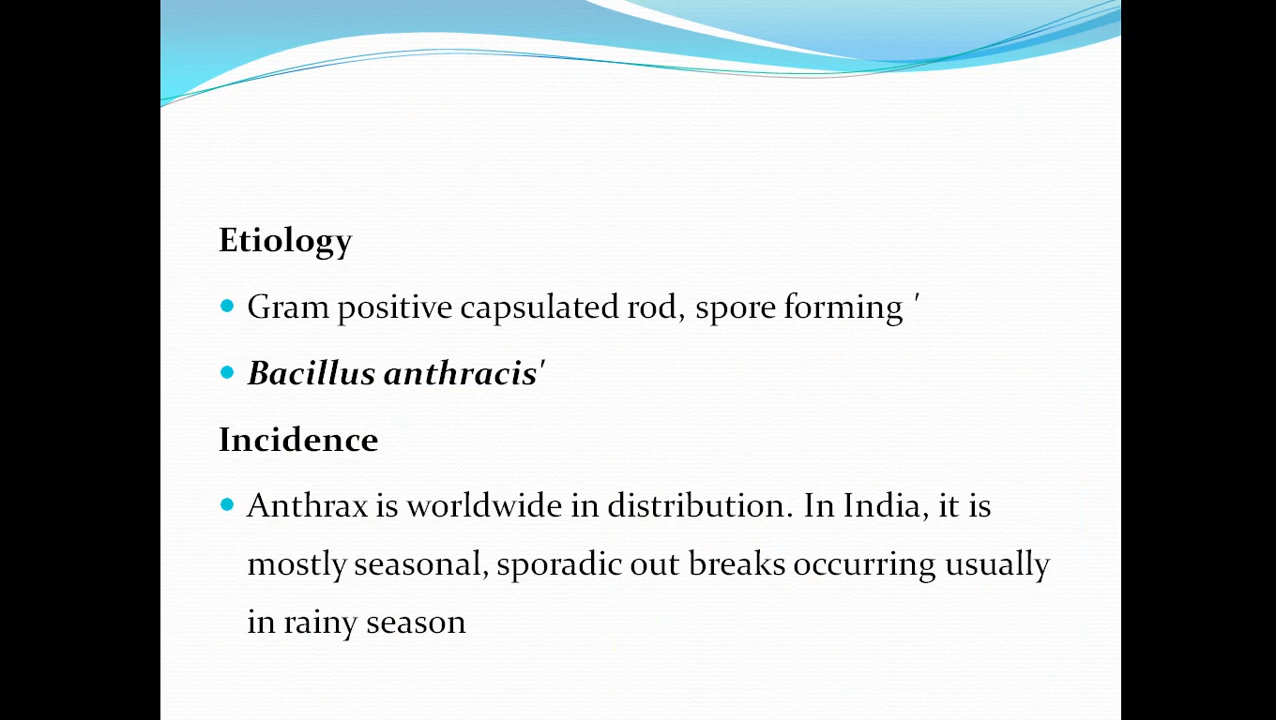 Etiology
• Gram positive capsulated rod, spore forming '
• Bacillus anthracis'
Incidence
• Anthrax is worldwide in distribution. In India, it is
mostly seasonal, sporadic out breaks occurring usually
in rainy season